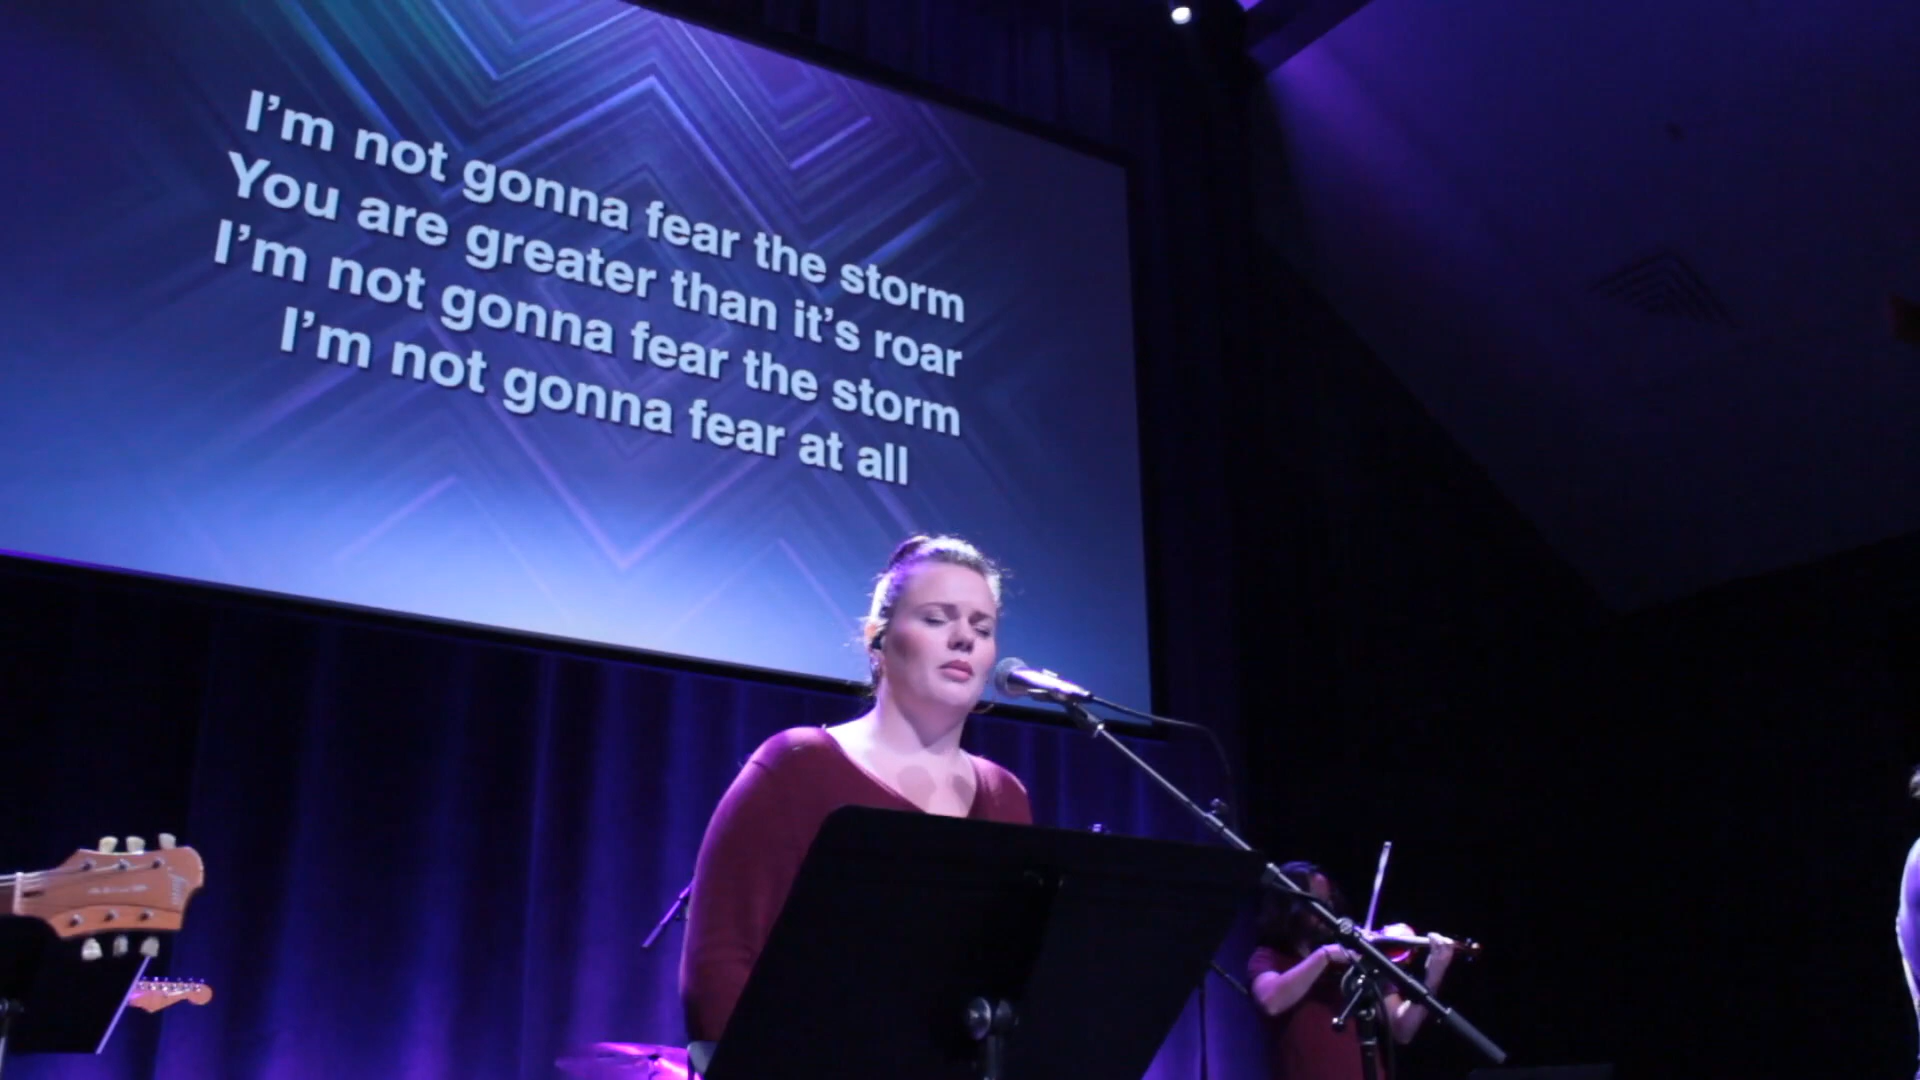 I'm not gonna fear the storm
You are greater than it's roar
I'm not gonna fear the storm
I'm not gonna fear at all